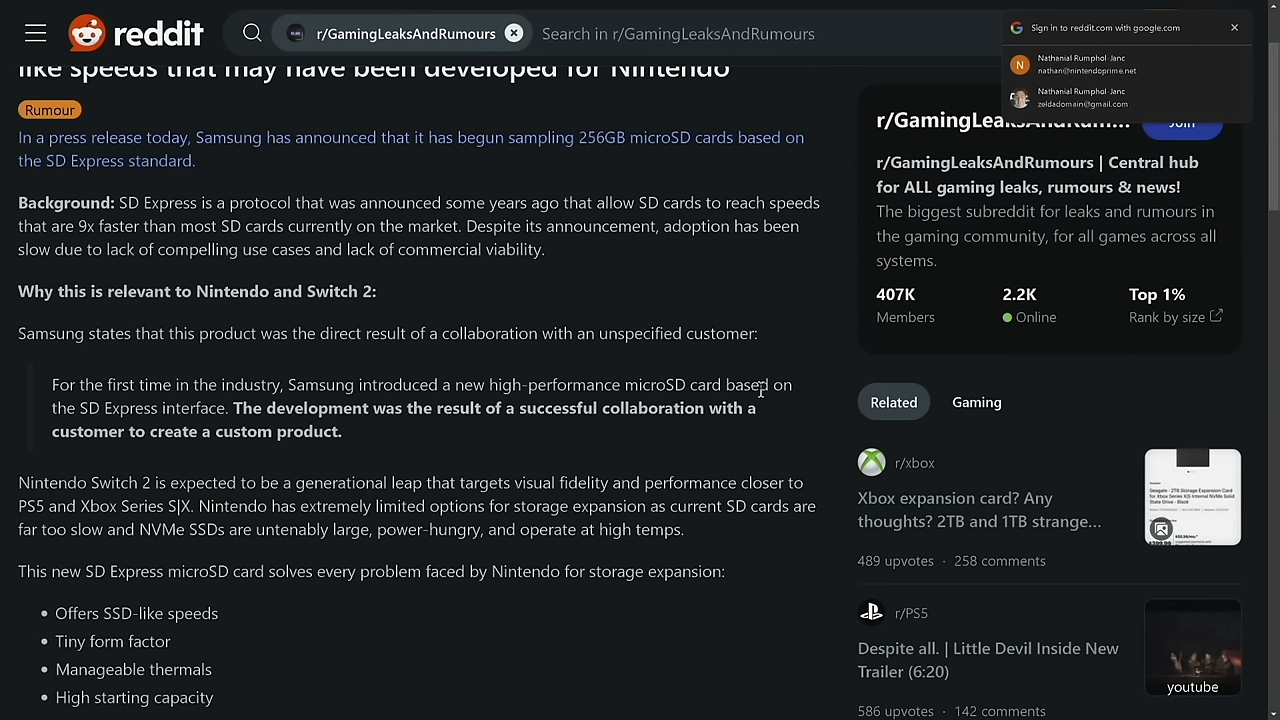 reddit
r/GamingLeaksAndRumours
Search in r/GamingLeaksAndRumours
Sign in to reddit.com with google.com
N
Nathanial Rumphol-Janc
nathan@nintendoprime.net
Nathanial Rumphol-Janc
zeldadomain@gmail.com
like speeds that may have been developed for Nintendo
Rumour
In a press release today, Samsung has announced that it has begun sampling 256GB microSD cards based on
the SD Express standard.
Background: SD Express is a protocol that was announced some years ago that allow SD cards to reach speeds
that are 9x faster than most SD cards currently on the market. Despite its announcement, adoption has been
slow due to lack of compelling use cases and lack of commercial viability.
Why this is relevant to Nintendo and Switch 2:
Samsung states that this product was the direct result of a collaboration with an unspecified customer:
For the first time in the industry, Samsung introduced a new high-performance microSD card based on
the SD Express interface. The development was the result of a successful collaboration with a
customer to create a custom product.
Nintendo Switch 2 is expected to be a generational leap that targets visual fidelity and performance closer to
PS5 and Xbox Series S|X. Nintendo has extremely limited options for storage expansion as current SD cards are
far too slow and NVMe SSDs are untenably large, power-hungry, and operate at high temps.
This new SD Express microSD card solves every problem faced by Nintendo for storage expansion:
• Offers SSD-like speeds
• Tiny form factor
• Manageable thermals
• High starting capacity
r/GamingLeaksAndRum...
Join
r/GamingLeaksAndRumours | Central hub
for ALL gaming leaks, rumours & news!
The biggest subreddit for leaks and rumours in
the gaming community, for all games across all
systems.
407K
2.2K
Top 1%
Members
Online
Rank by size
Related
Gaming
r/xbox
Xbox expansion card? Any
thoughts? 2TB and 1TB strange...
489 upvotes · 258 comments
r/PS5
Despite all. | Little Devil Inside New
Trailer (6:20)
youtube
586 upvotes · 142 comments